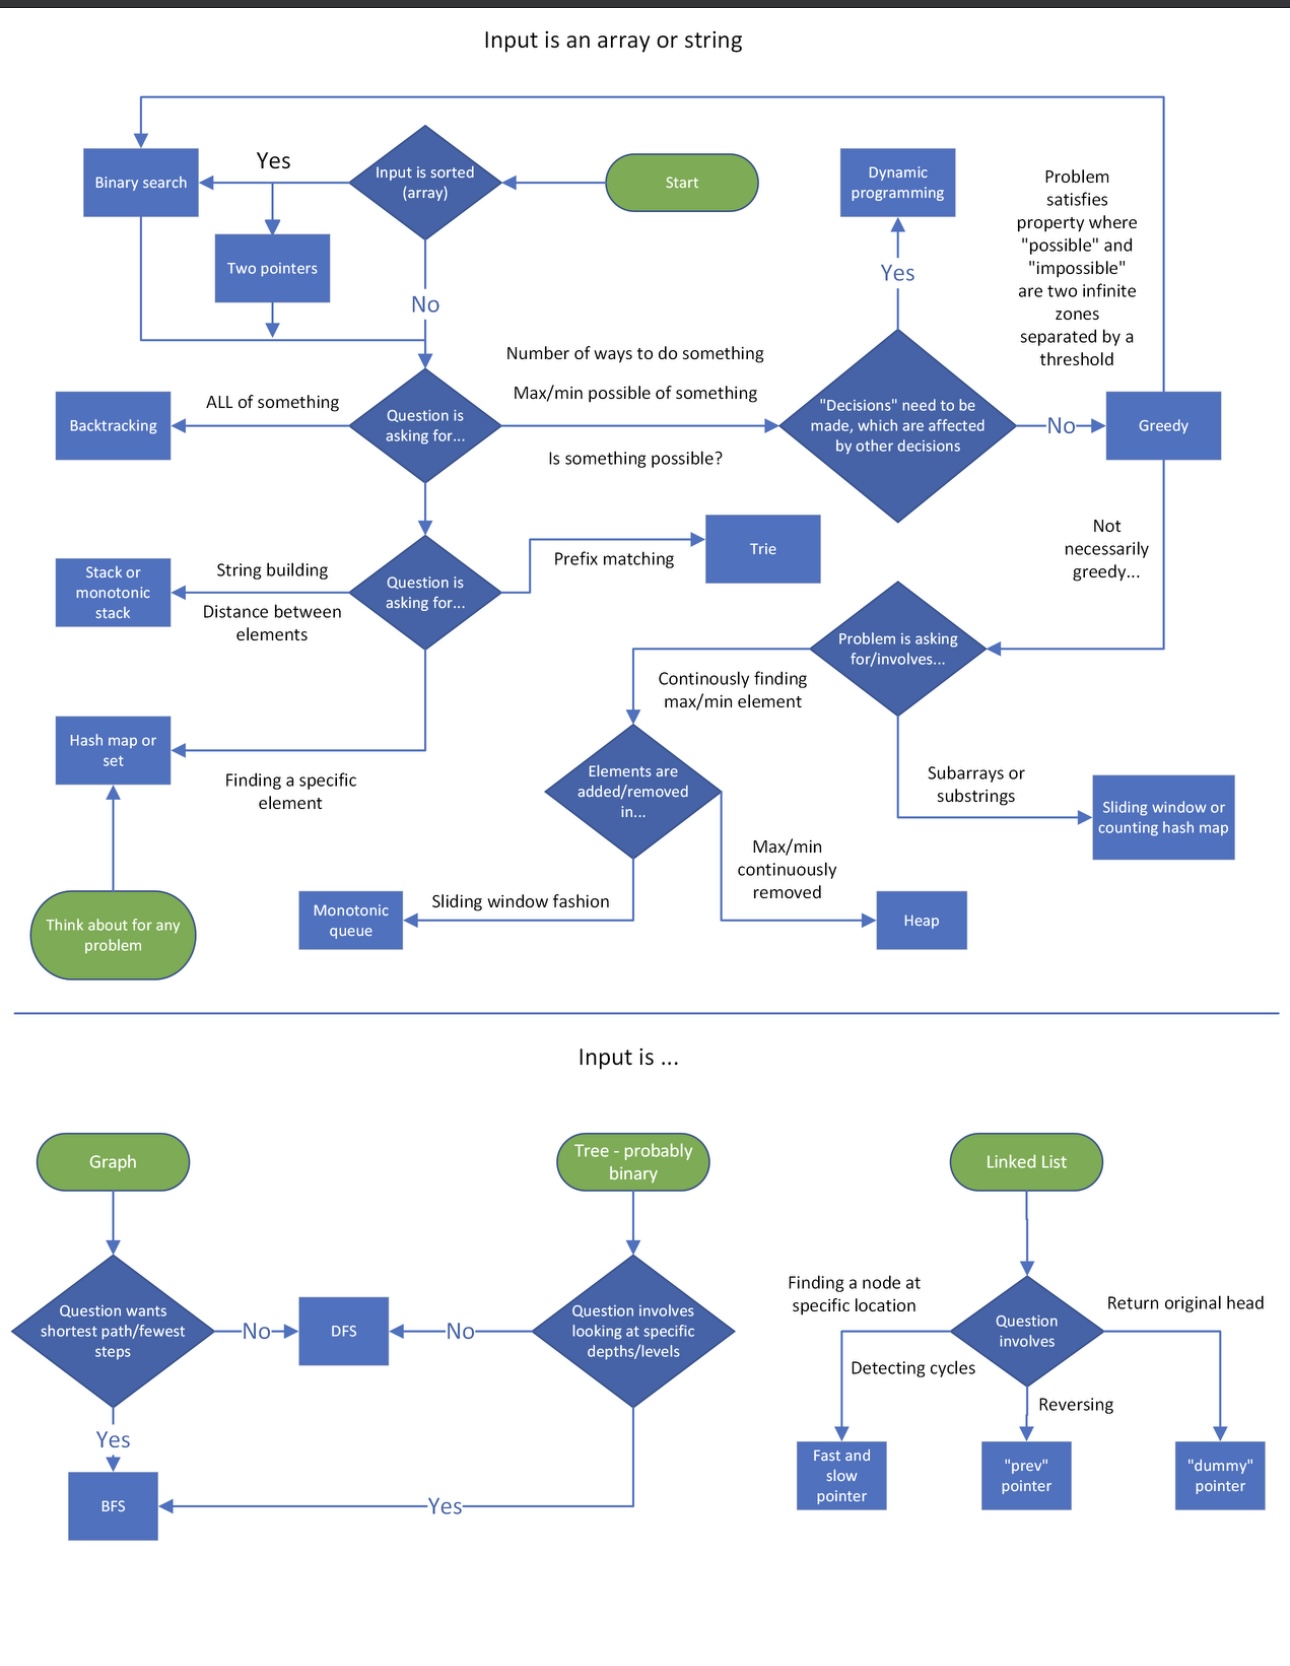 Input is an array or string
Binary search
Yes
Input is sorted
(array)
Start
Dynamic
programming
Problem
satisfies
property where
"possible" and
"impossible"
are two infinite
zones
separated by a
threshold
Two pointers
No
Yes
Number of ways to do something
Max/min possible of something
Is something possible?
Backtracking
ALL of something
Question is
asking for...
"Decisions" need to be
made, which are affected
by other decisions
No
Greedy
Not
necessarily
greedy...
Stack or
monotonic
stack
String building
Distance between
elements
Question is
asking for...
Prefix matching
Trie
Problem is asking
for/involves...
Continously finding
max/min element
Hash map or
set
Finding a specific
element
Elements are
added/removed
in...
Subarrays or
substrings
Sliding window or
counting hash map
Max/min
continuously
removed
Think about for any
problem
Monotonic
queue
Sliding window fashion
Heap
Input is ...
Graph
Tree - probably
binary
Linked List
Question wants
shortest path/fewest
steps
No
DFS
No
Question involves
looking at specific
depths/levels
Finding a node at
specific location
Detecting cycles
Question
involves
Return original head
Reversing
Yes
BFS
Yes
Fast and
slow
pointer
"prev"
pointer
"dummy"
pointer